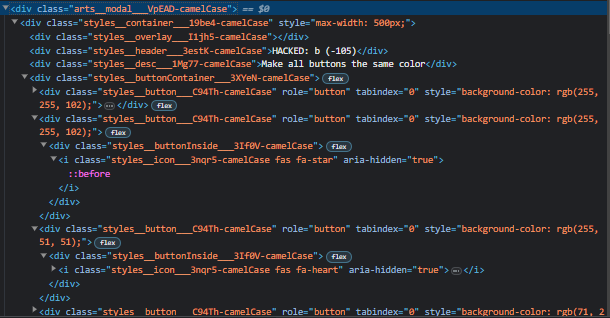 <div class="arts__modal___VpEAD-camelCase"> == $0
<div class="styles__container___19be4-camelCase" style="max-width: 500px;">
<div class="styles__overlay___I1jh5-camelCase"></div>
<div class="styles__header___3estK-camelCase">HACKED: b (-105)</div>
<div class="styles__desc___1Mg77-camelCase">Make all buttons the same color</div>
<div class="styles__buttonContainer___3XYeN-camelCase"> flex
<div class="styles__button___C94Th-camelCase" role="button" tabindex="0" style="background-color: rgb(255,
255, 102);"> … </div> flex
<div class="styles__button___C94Th-camelCase" role="button" tabindex="0" style="background-color: rgb(255,
255, 102);"> flex
<div class="styles__buttonInside___3If0V-camelCase"> flex
<i class="styles__icon___3nqr5-camelCase fas fa-star" aria-hidden="true">
::before
</i>
</div>
</div>
<div class="styles__button___C94Th-camelCase" role="button" tabindex="0" style="background-color: rgb(255,
51, 51);"> flex
<div class="styles__buttonInside___3If0V-camelCase"> flex
<i class="styles__icon___3nqr5-camelCase fas fa-heart" aria-hidden="true"> … </i>
</div>
</div>
<div class="styles__button___C94Th-camelCase" role="button" tabindex="0" style="background-color: rgb(71, 2